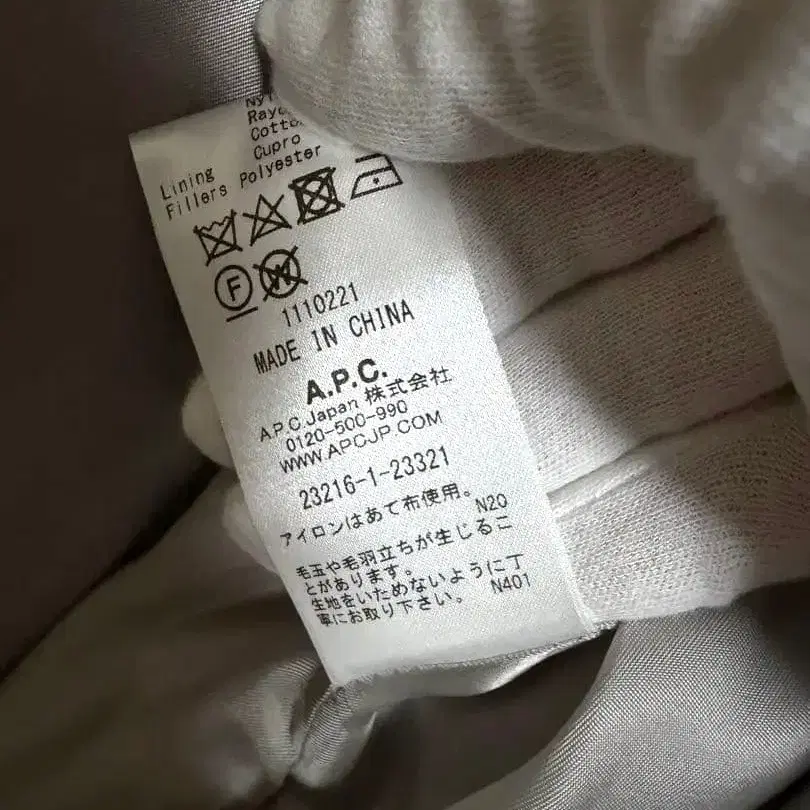 Cupro
Lining
Fillers Polyester
F
W
1110221
MADE IN CHINA
A.P.C.
A.P.C.Japan 株式会社
0120-500-990
WWW.APCJP.COM
23216-1-23321
アイロンはあて布使用。
N20
毛玉や毛羽立ちが生じるこ
とがあります。
生地をいためないように丁
寧にお取り下さい。 N401